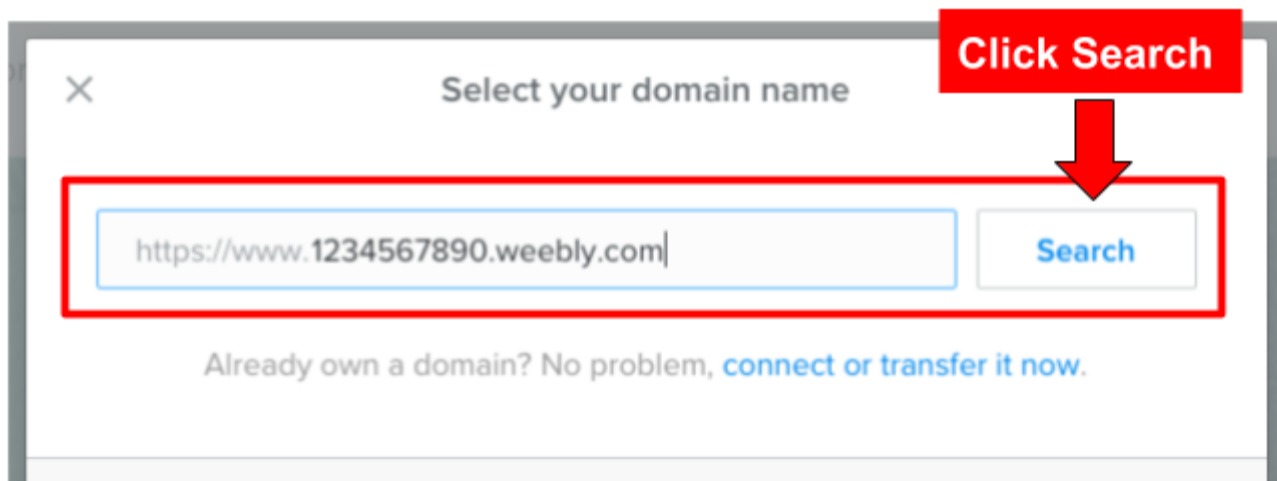 Click Search
Select your domain name
https://www.1234567890.weebly.com
Search
Already own a domain? No problem, connect or transfer it now.